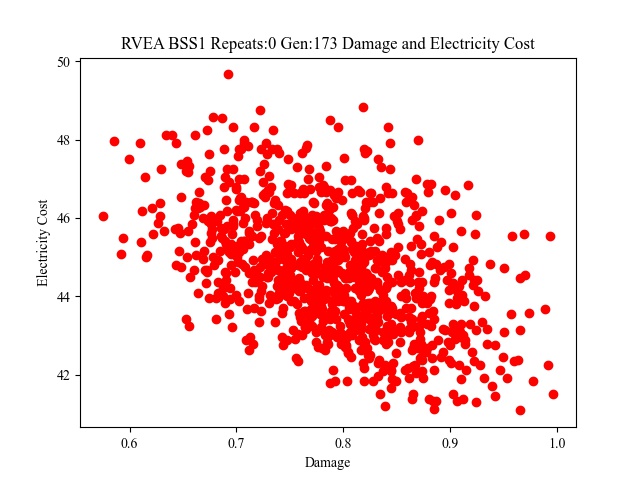 RVEA BSS1 Repeats:0 Gen:173 Damage and Electricity Cost
50
48
46
44
42
Electricity Cost
0.6 0.7 0.8 0.9 1.0
Damage